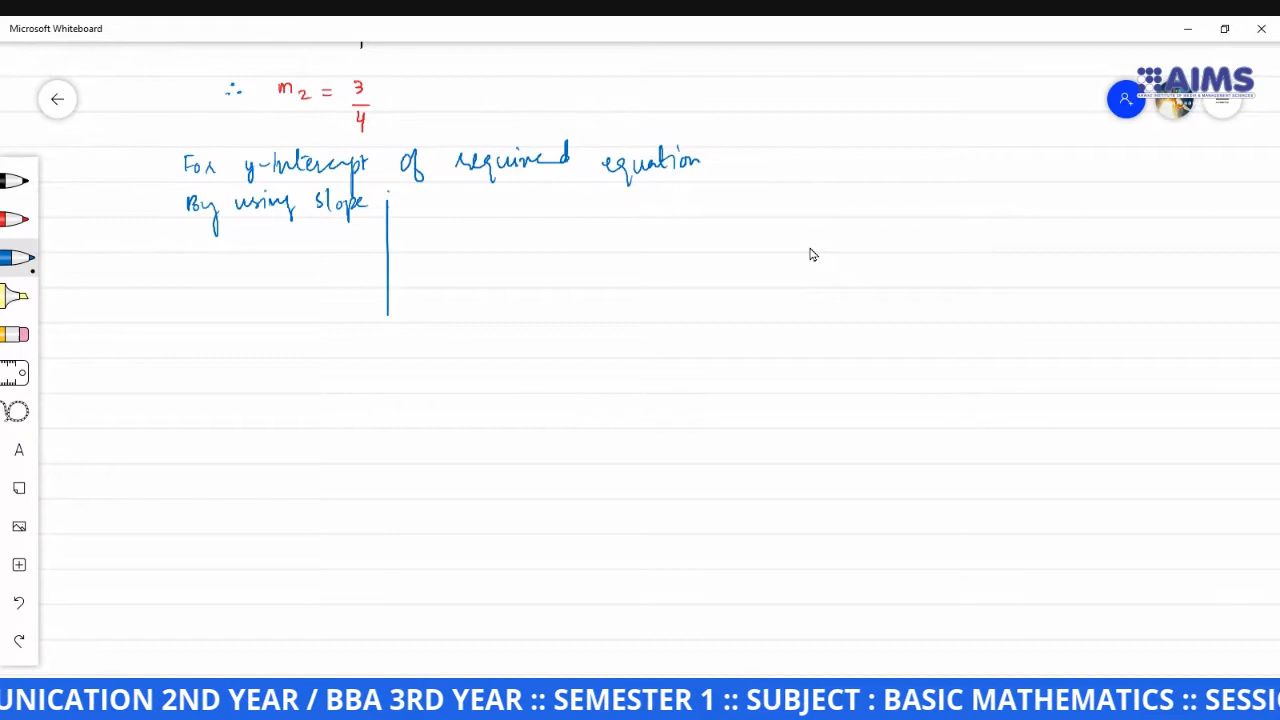 Microsoft Whiteboard
AIMS
∴ m₂ = 3/4
For y-Intercept of required equation
By using slope
A
UNICATION 2ND YEAR / BBA 3RD YEAR :: SEMESTER 1 :: SUBJECT : BASIC MATHEMATICS :: SESSI